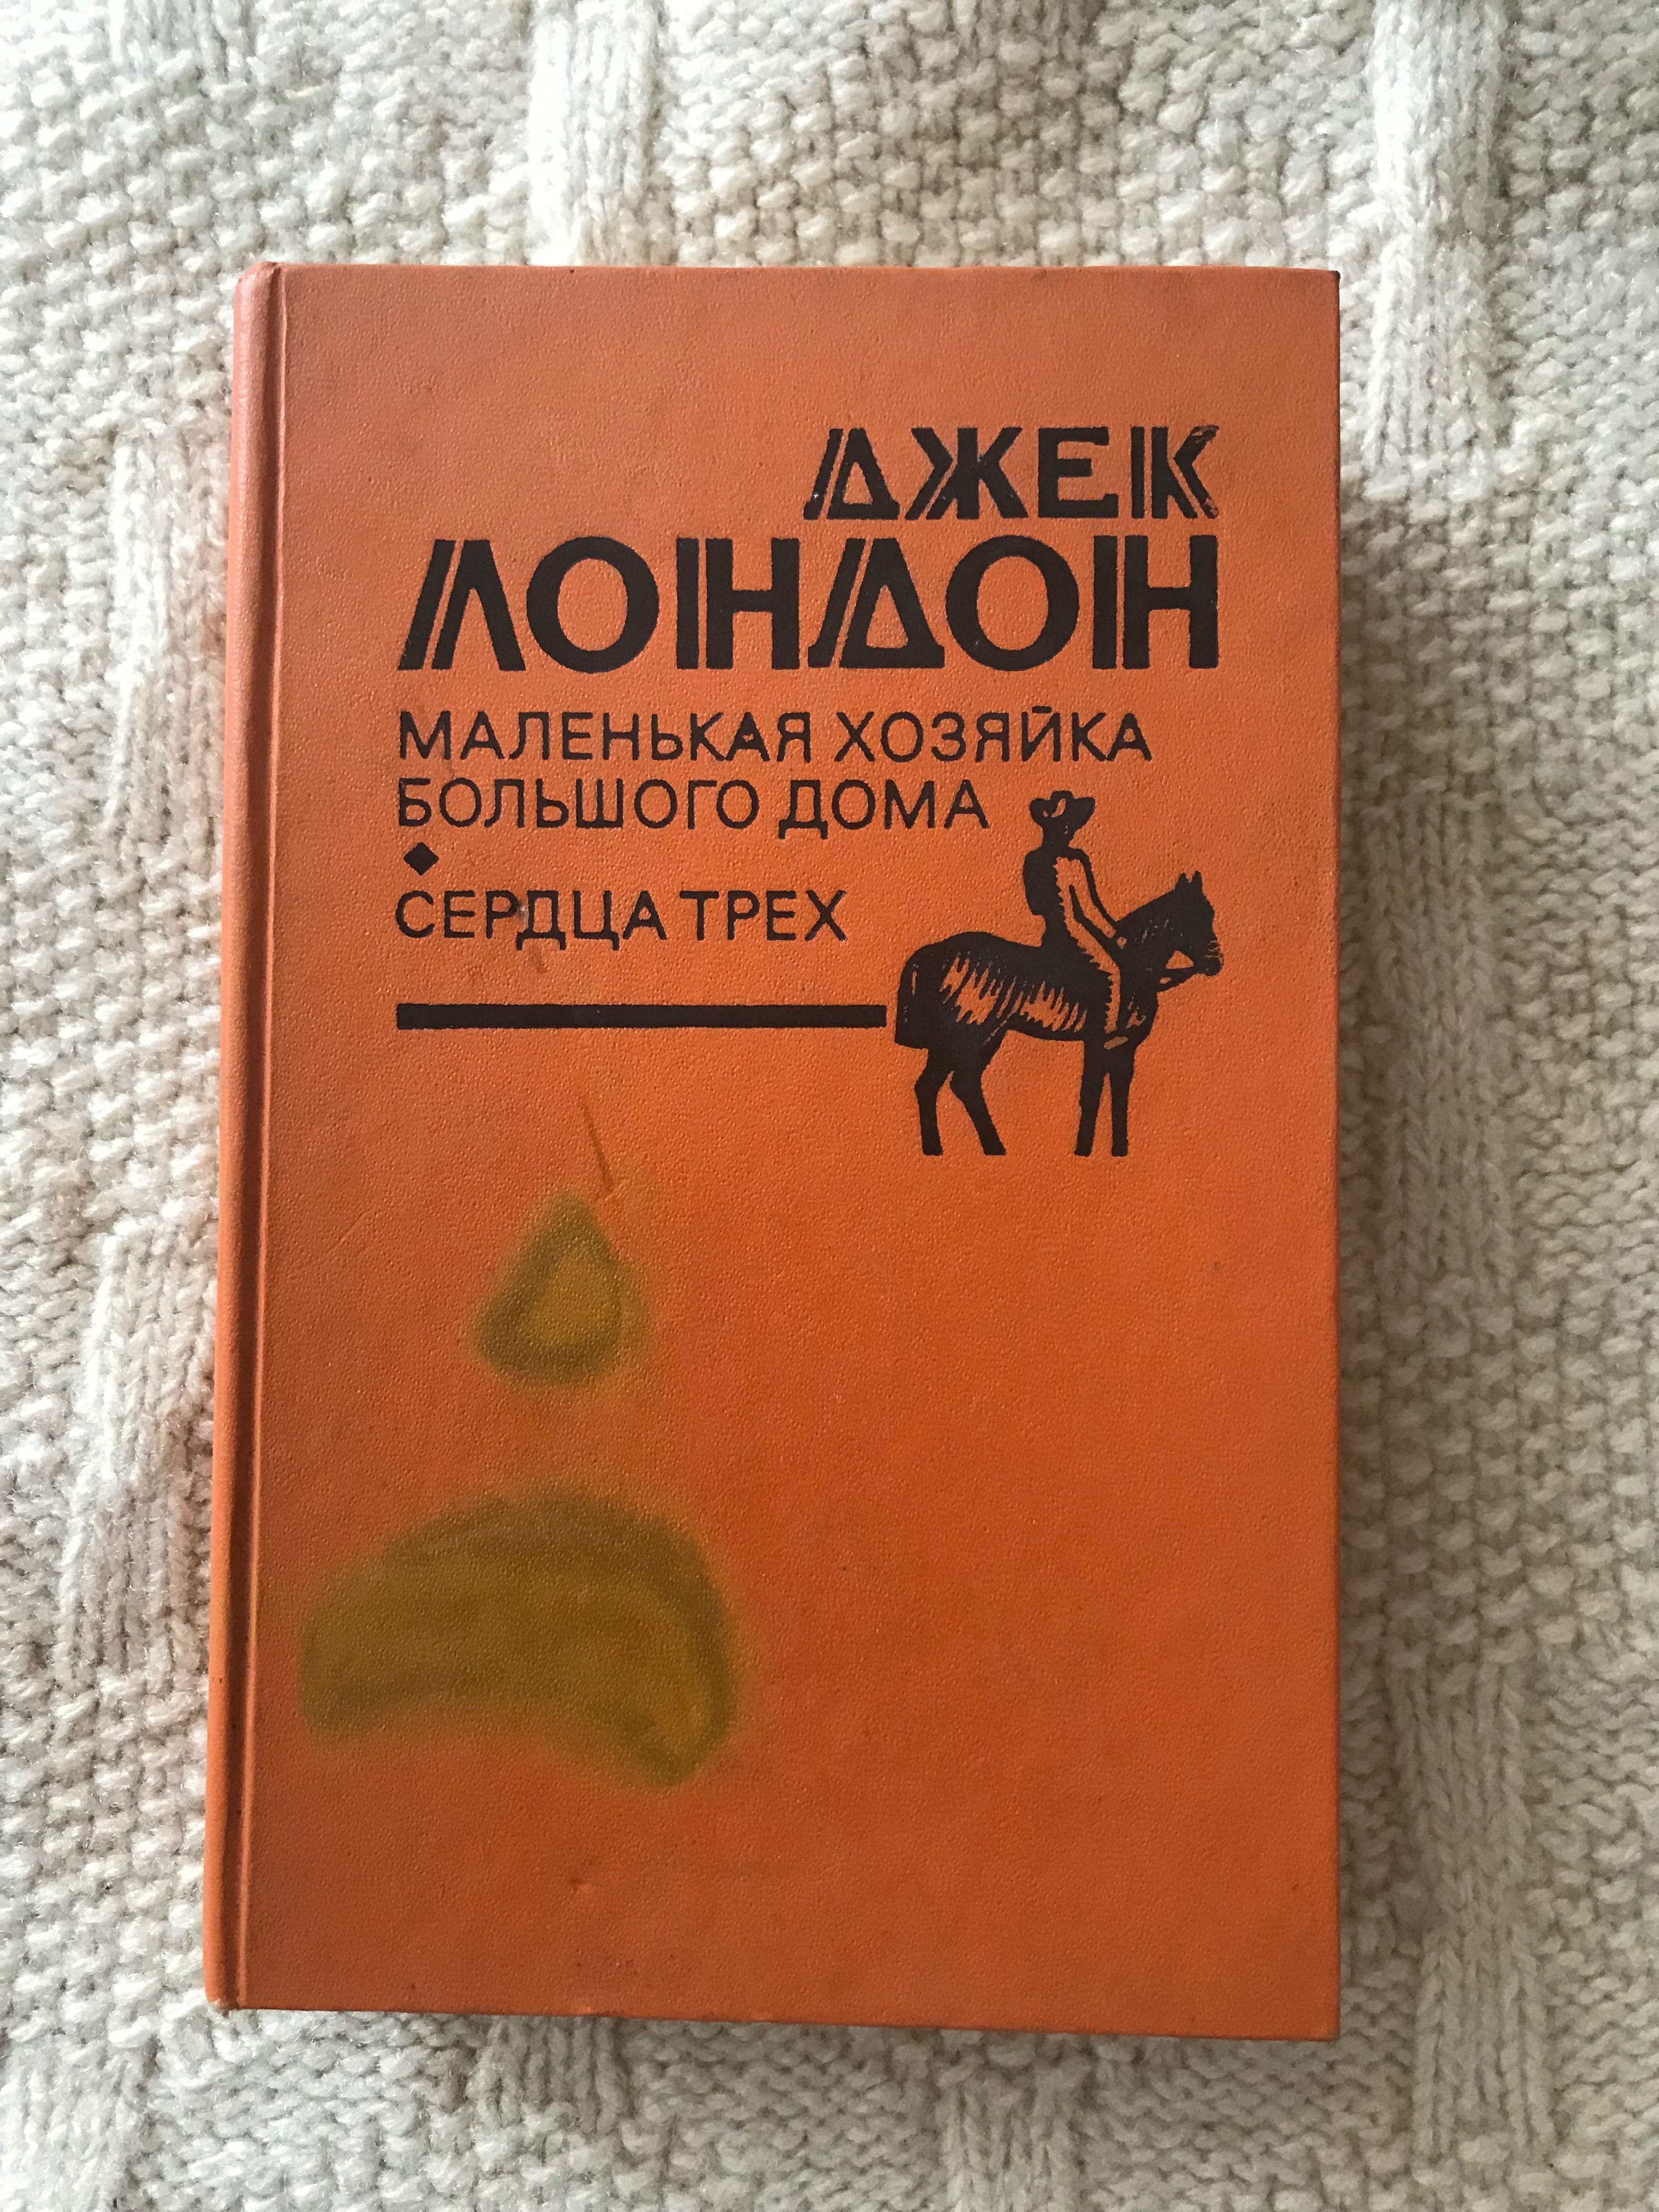 ДЖЕК
ЛОНДОН
МАЛЕНЬКАЯ ХОЗЯЙКА
БОЛЬШОГО ДОМА
СЕРДЦА ТРЕХ